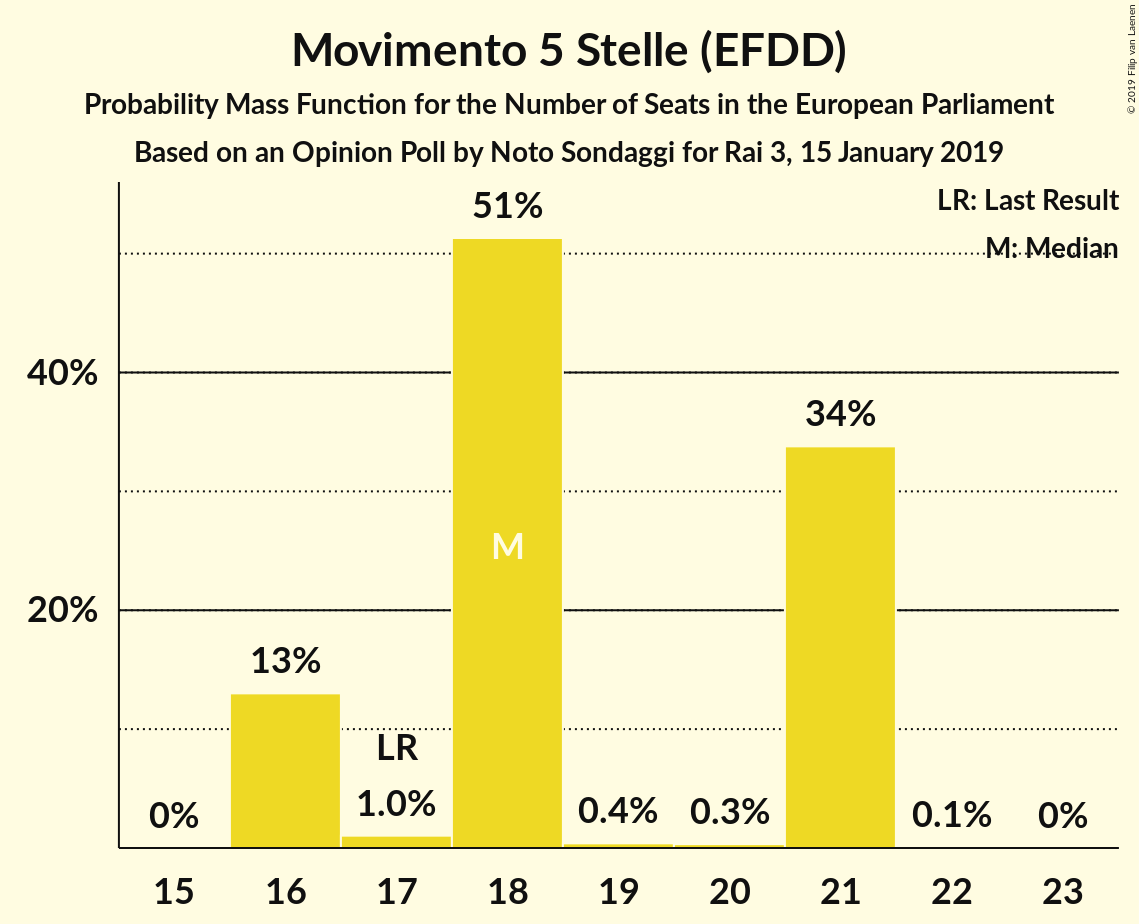 Movimento 5 Stelle (EFDD)
Probability Mass Function for the Number of Seats in the European Parliament
Based on an Opinion Poll by Noto Sondaggi for Rai 3, 15 January 2019
© 2019 Filip van Laenen
LR: Last Result
M: Median
51%
40%
34%
M
20%
13%
LR
0%
1.0%
0.4%
0.3%
0.1%
0%
15 16 17 18 19 20 21 22 23